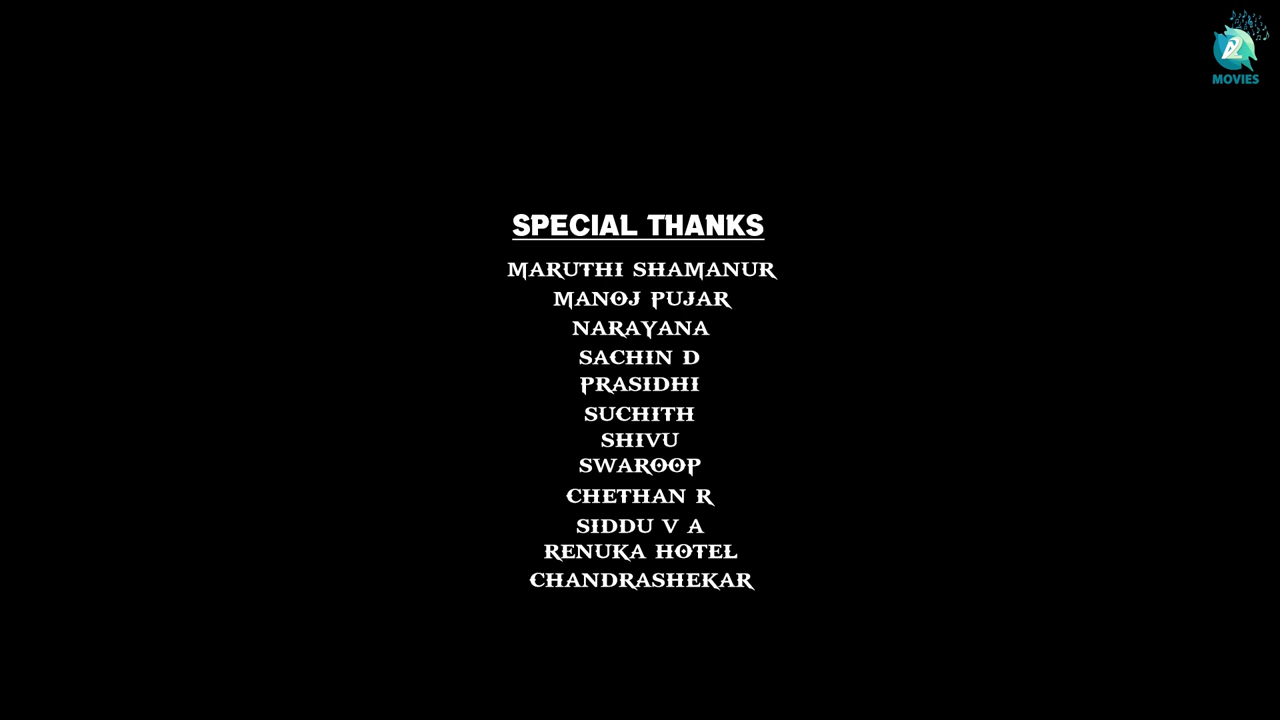 MOVIES
SPECIAL THANKS
MARUTHI SHAMANUR
MANOJ PUJAR
NARAYANA
SACHIN D
PRASIDHI
SUCHITH
SHIVU
SWAROOP
CHETHAN R
SIDDU V A
RENUKA HOTEL
CHANDRASHEKAR